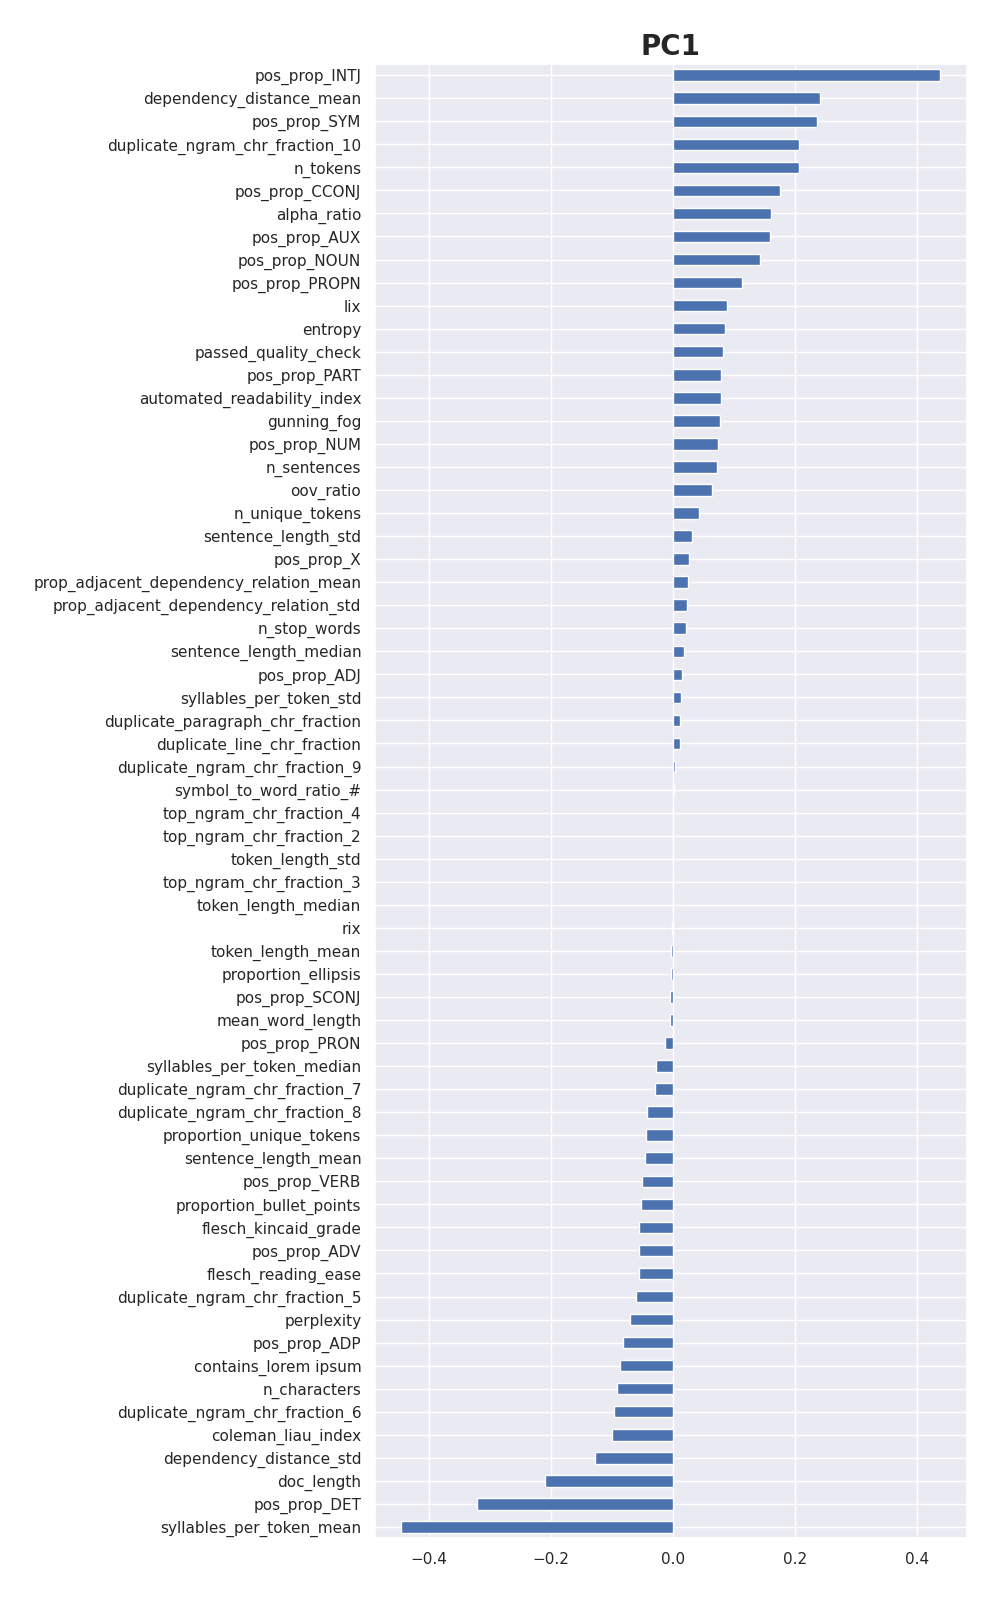 PC1
pos_prop_INTJ
dependency_distance_mean
pos_prop_SYM
duplicate_ngram_chr_fraction_10
n_tokens
pos_prop_CCONJ
alpha_ratio
pos_prop_AUX
pos_prop_NOUN
pos_prop_PROPN
lix
entropy
passed_quality_check
pos_prop_PART
automated_readability_index
gunning_fog
pos_prop_NUM
n_sentences
oov_ratio
n_unique_tokens
sentence_length_std
pos_prop_X
prop_adjacent_dependency_relation_mean
prop_adjacent_dependency_relation_std
n_stop_words
sentence_length_median
pos_prop_ADJ
syllables_per_token_std
duplicate_paragraph_chr_fraction
duplicate_line_chr_fraction
duplicate_ngram_chr_fraction_9
symbol_to_word_ratio_#
top_ngram_chr_fraction_4
top_ngram_chr_fraction_2
token_length_std
top_ngram_chr_fraction_3
token_length_median
rix
token_length_mean
proportion_ellipsis
pos_prop_SCONJ
mean_word_length
pos_prop_PRON
syllables_per_token_median
duplicate_ngram_chr_fraction_7
duplicate_ngram_chr_fraction_8
proportion_unique_tokens
sentence_length_mean
pos_prop_VERB
proportion_bullet_points
flesch_kincaid_grade
pos_prop_ADV
flesch_reading_ease
duplicate_ngram_chr_fraction_5
perplexity
pos_prop_ADP
contains_lorem ipsum
n_characters
duplicate_ngram_chr_fraction_6
coleman_liau_index
dependency_distance_std
doc_length
pos_prop_DET
syllables_per_token_mean
−0.4 −0.2 0.0 0.2 0.4